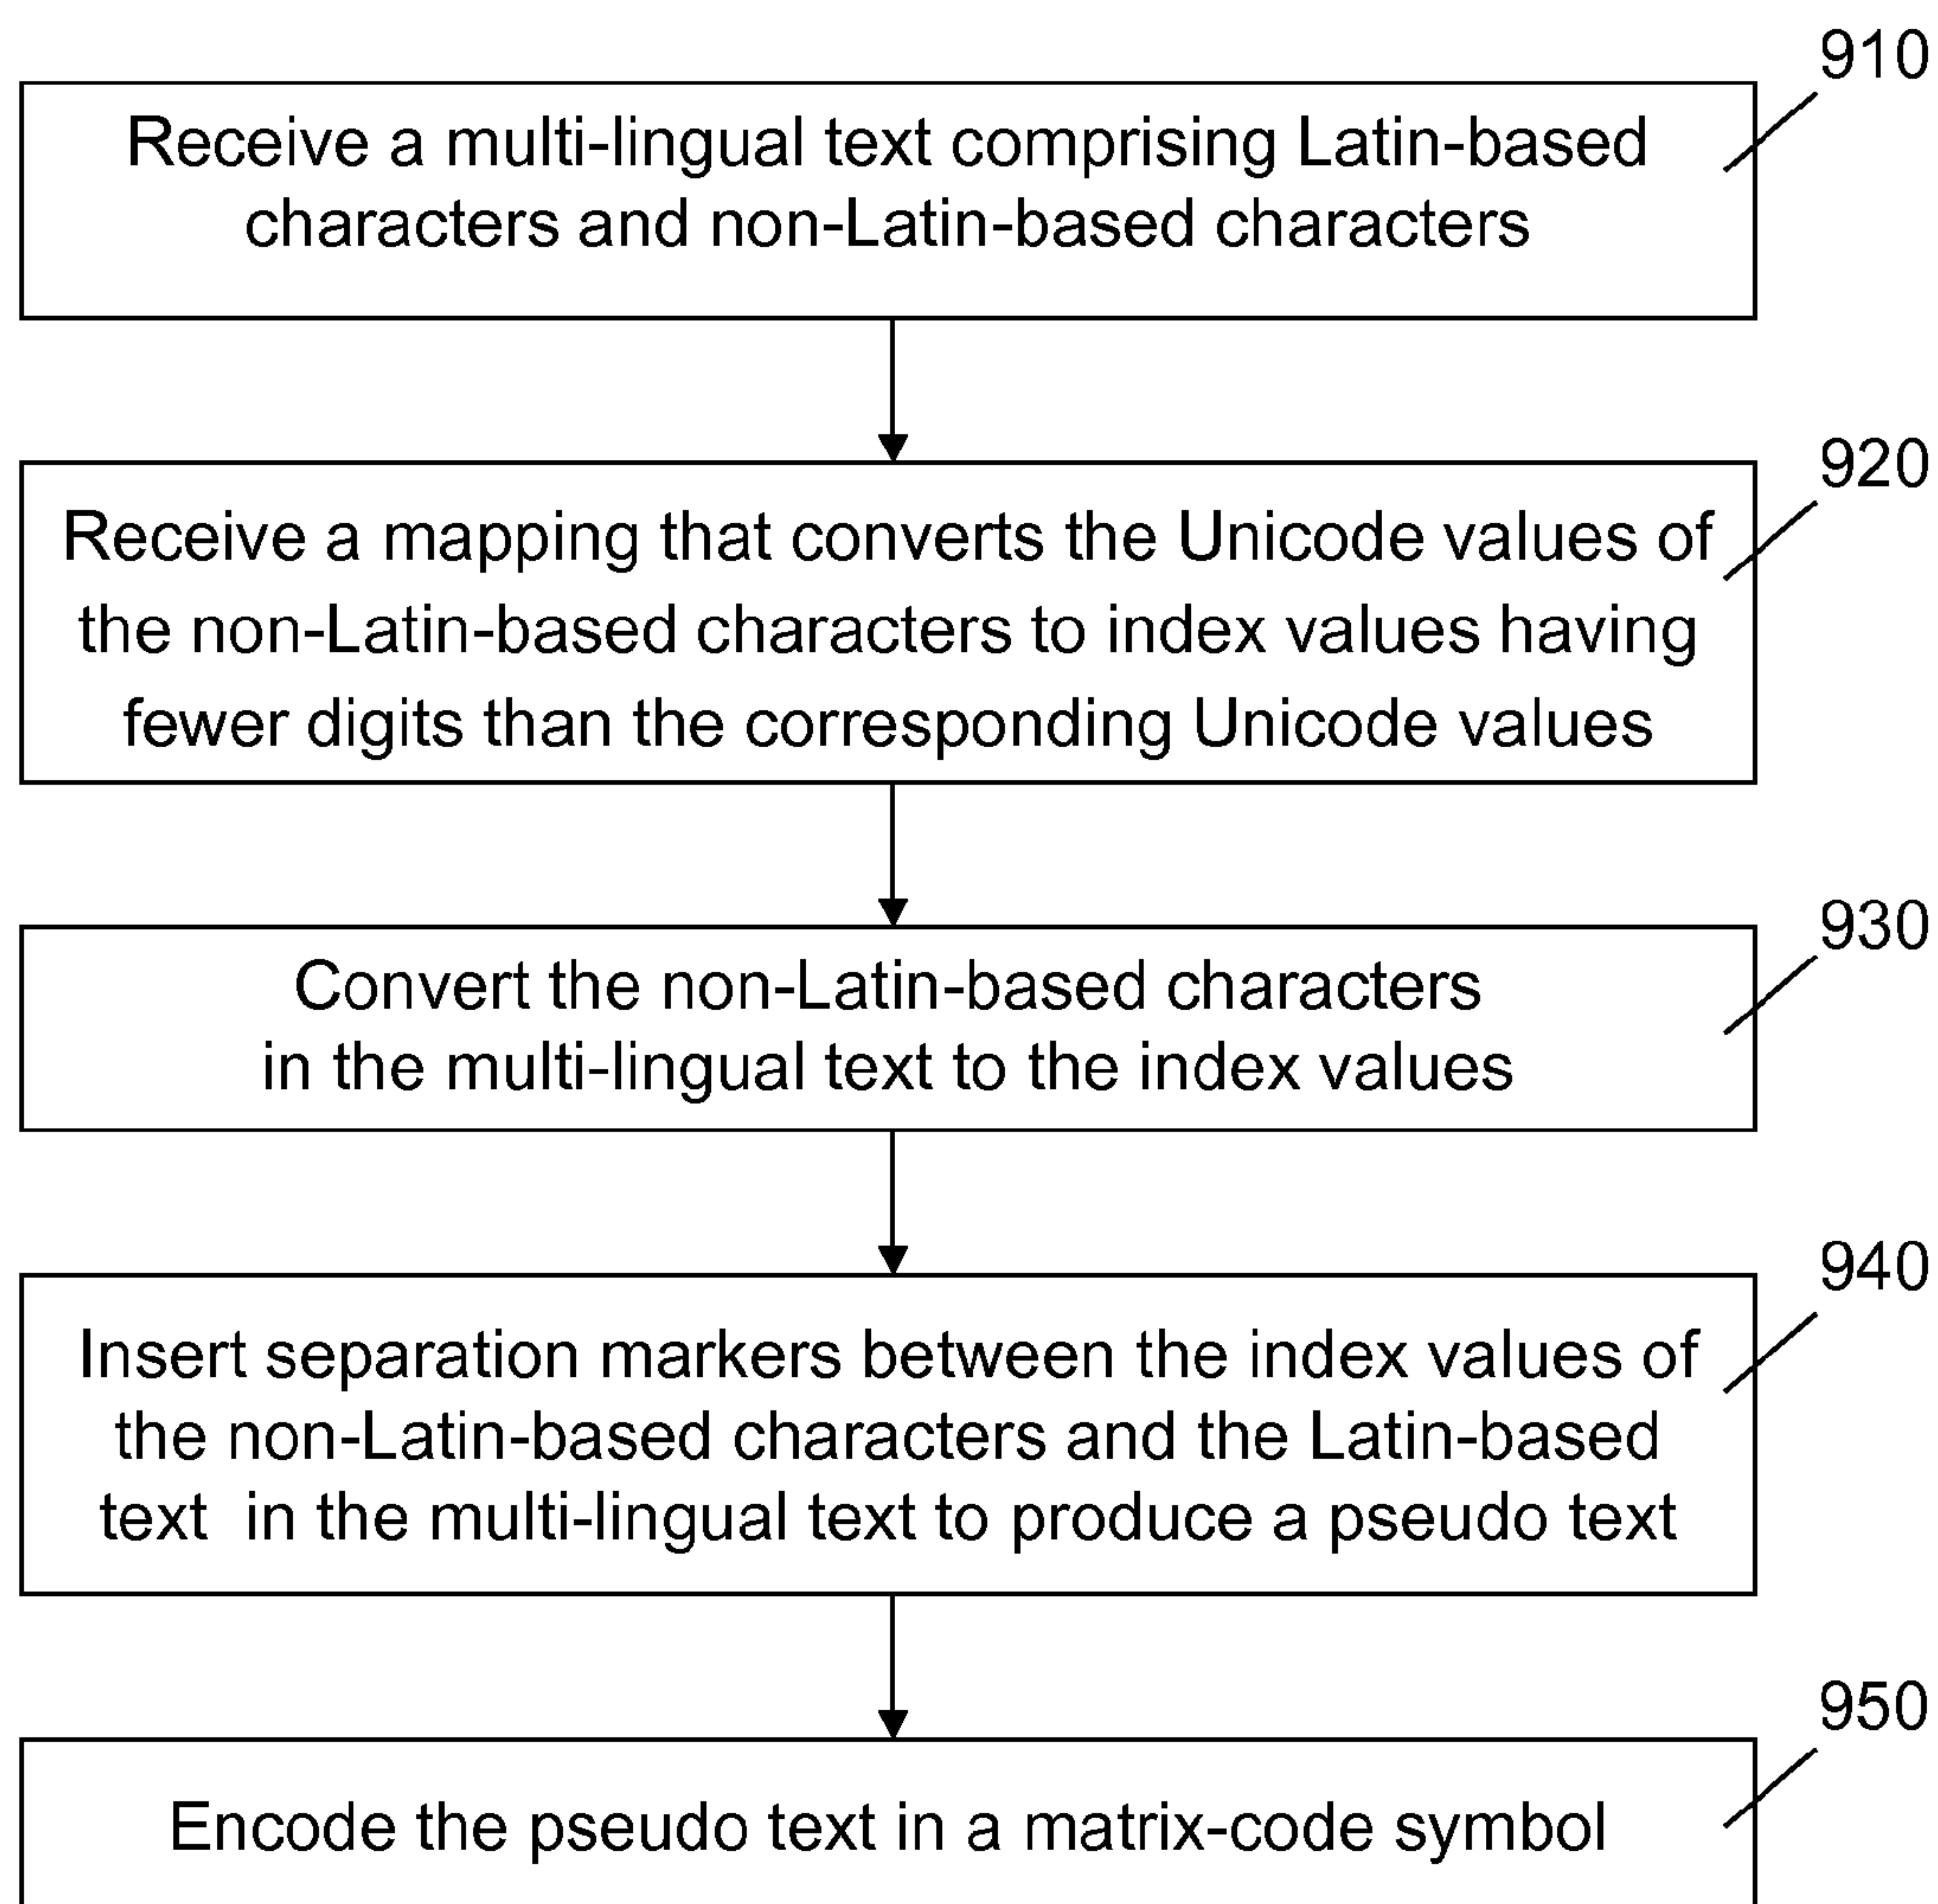 910
Receive a multi-lingual text comprising Latin-based
characters and non-Latin-based characters
920
Receive a mapping that converts the Unicode values of
the non-Latin-based characters to index values having
fewer digits than the corresponding Unicode values
930
Convert the non-Latin-based characters
in the multi-lingual text to the index values
940
Insert separation markers between the index values of
the non-Latin-based characters and the Latin-based
text  in the multi-lingual text to produce a pseudo text
950
Encode the pseudo text in a matrix-code symbol